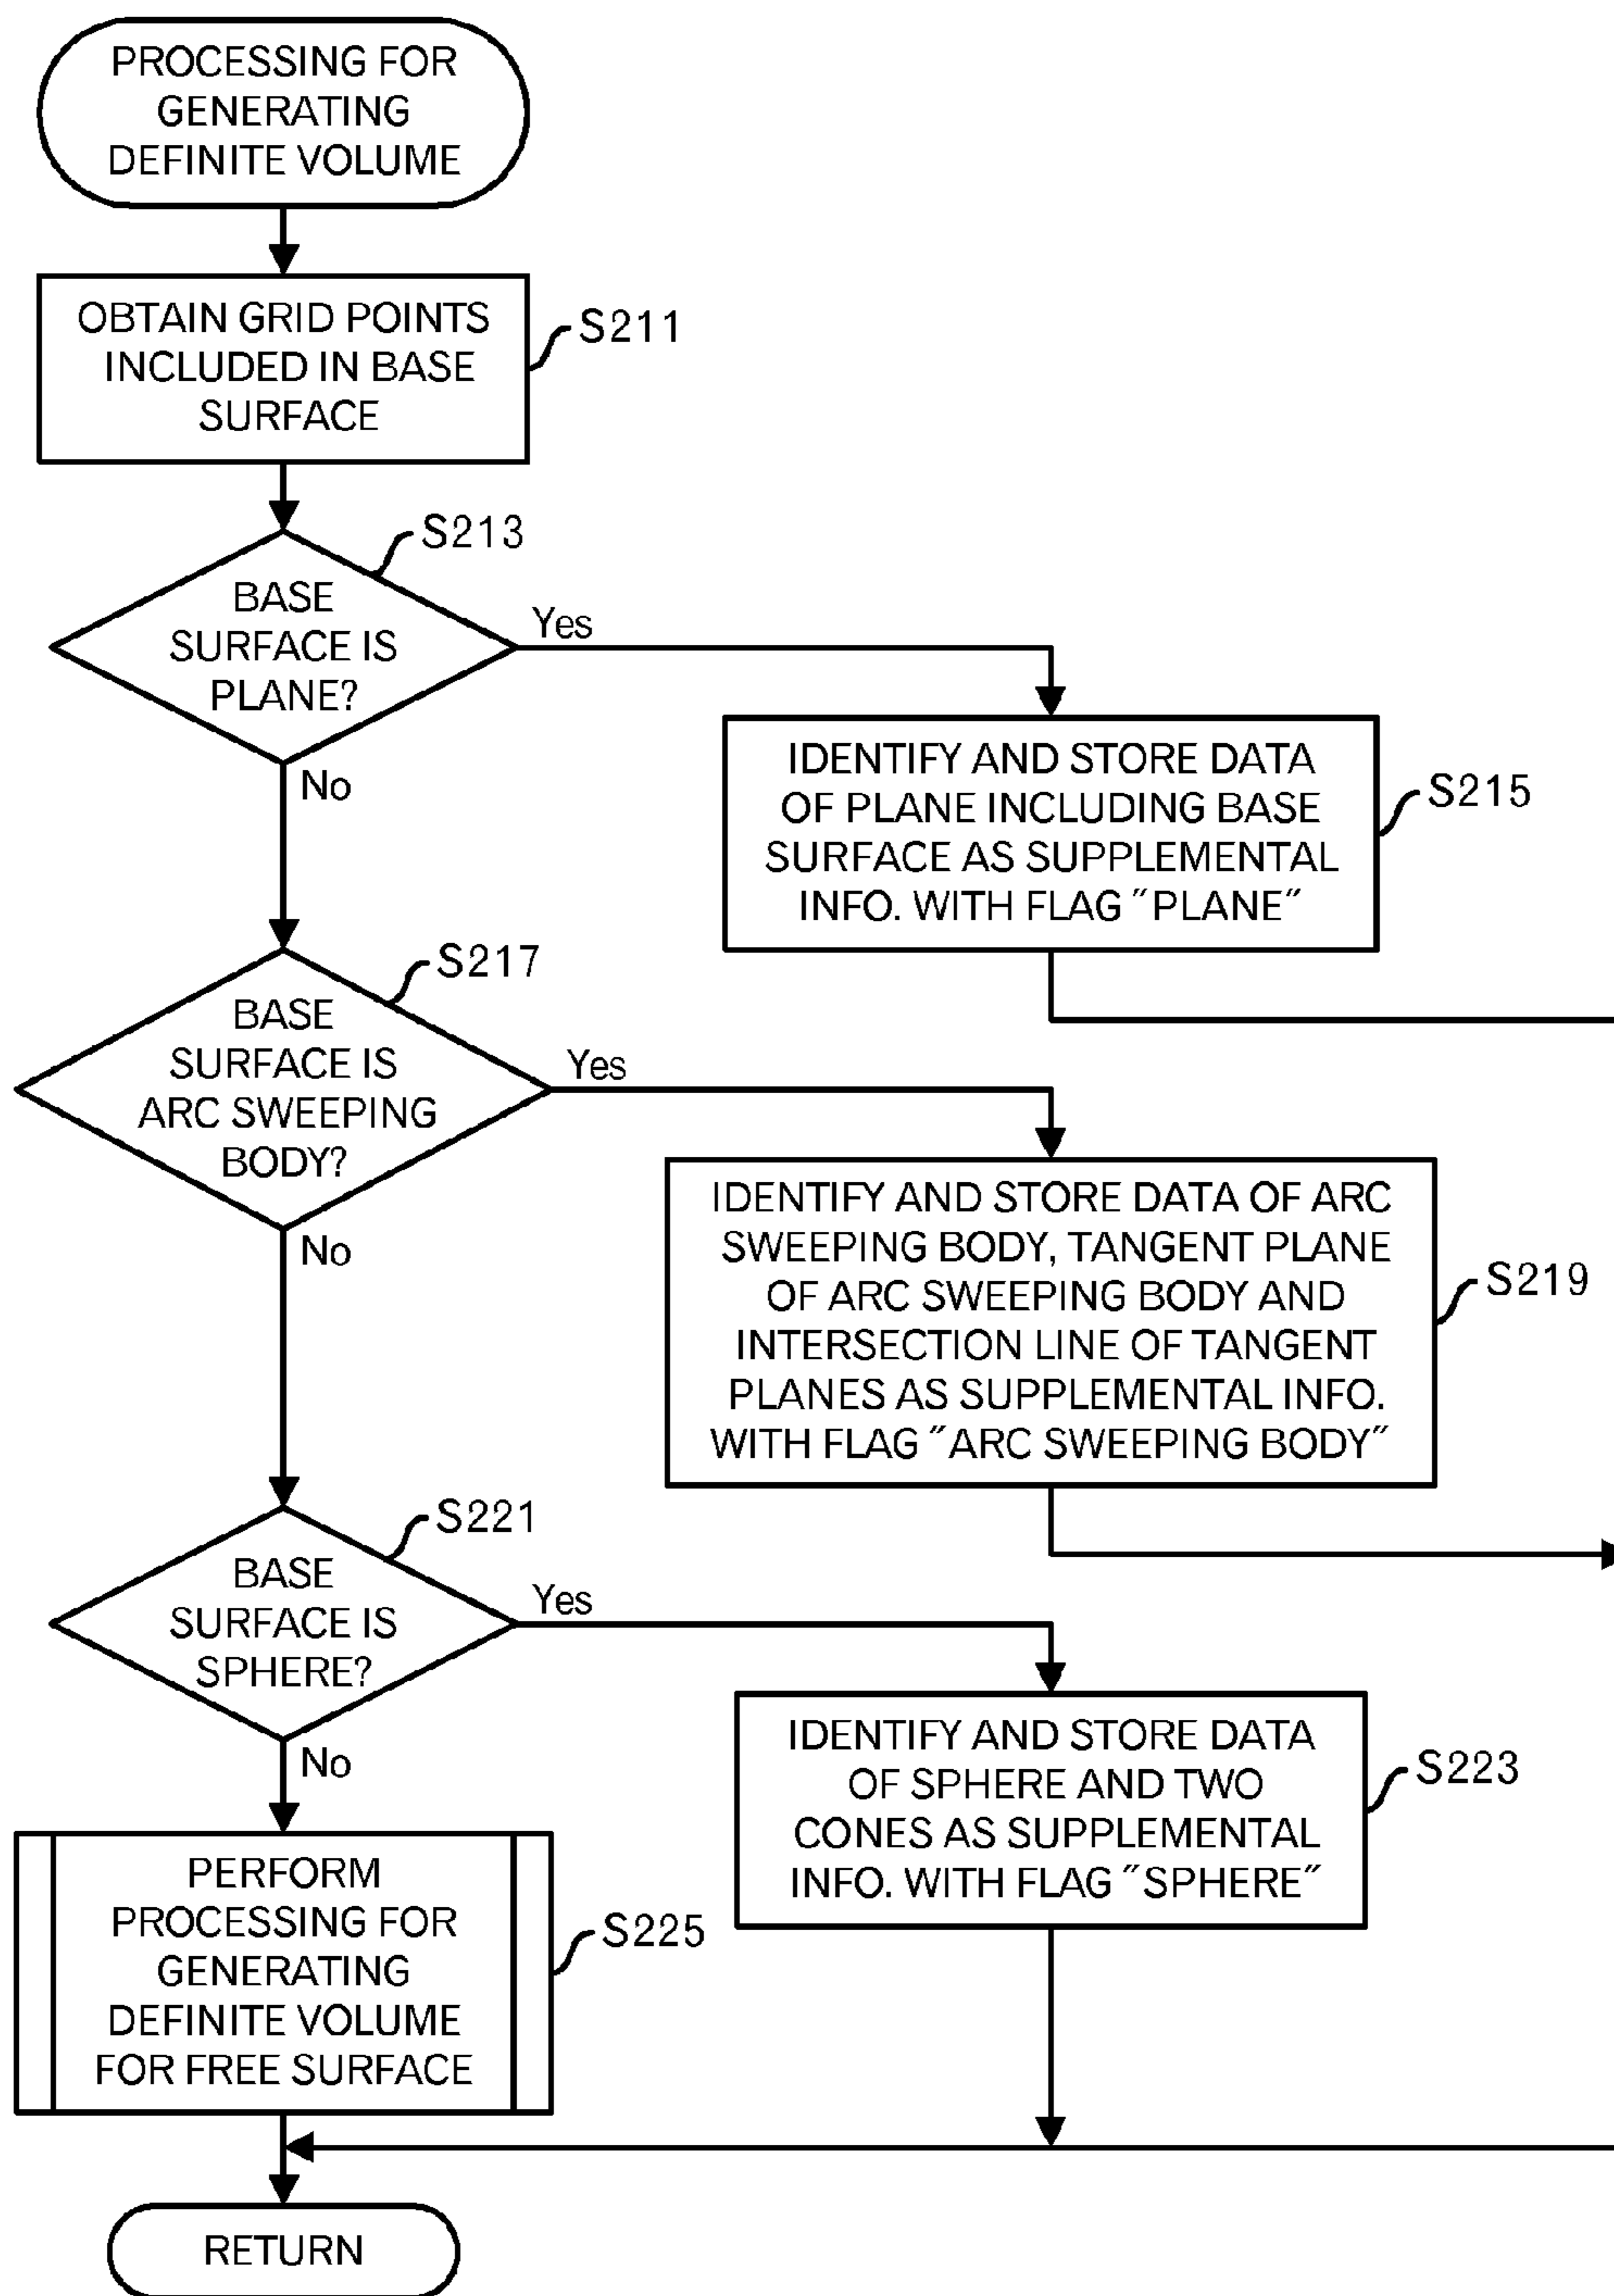 PROCESSING FOR
GENERATING
DEFINITE VOLUME
OBTAIN GRID POINTS
INCLUDED IN BASE
SURFACE
S211
S213
BASE
SURFACE IS
PLANE?
Yes
No
IDENTIFY AND STORE DATA
OF PLANE INCLUDING BASE
SURFACE AS SUPPLEMENTAL
INFO. WITH FLAG "PLANE"
S215
S217
BASE
SURFACE IS
ARC SWEEPING
BODY?
Yes
No
IDENTIFY AND STORE DATA OF ARC
SWEEPING BODY, TANGENT PLANE
OF ARC SWEEPING BODY AND
INTERSECTION LINE OF TANGENT
PLANES AS SUPPLEMENTAL INFO.
WITH FLAG "ARC SWEEPING BODY"
S219
S221
BASE
SURFACE IS
SPHERE?
Yes
No
IDENTIFY AND STORE DATA
OF SPHERE AND TWO
CONES AS SUPPLEMENTAL
INFO. WITH FLAG "SPHERE"
S223
PERFORM
PROCESSING FOR
GENERATING
DEFINITE VOLUME
FOR FREE SURFACE
S225
RETURN